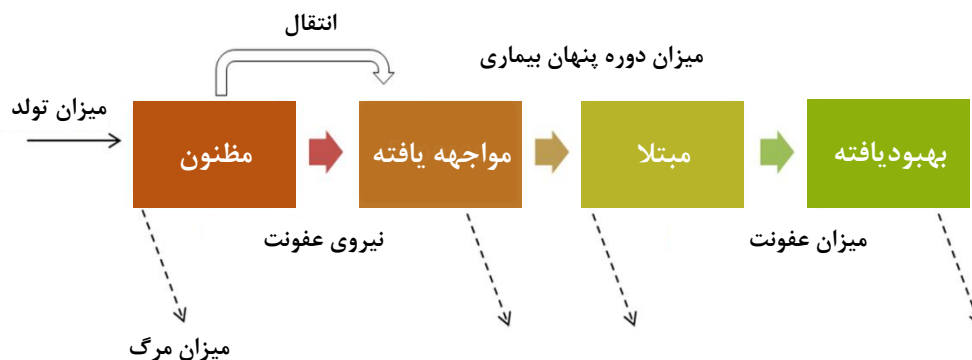 انتقال
میزان دوره پنهان بیماری
میزان تولد
مظنون
مواجهه یافته
مبتلا
بهبودیافته
نیروی عفونت
میزان عفونت
میزان مرگ